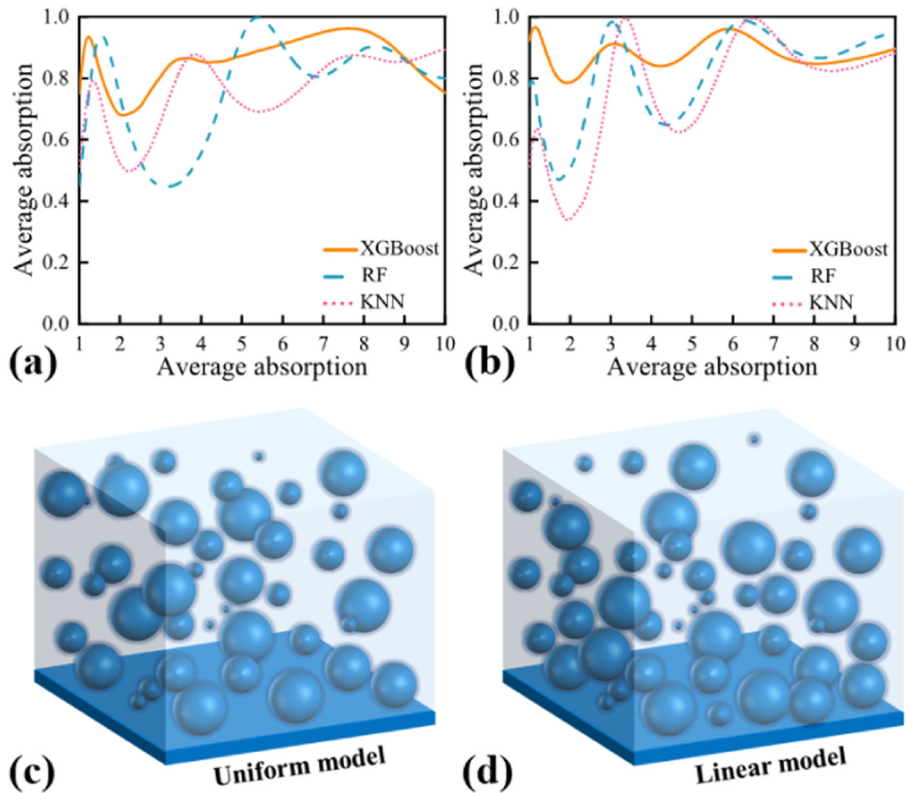 1.0
0.8
0.6
0.4
0.2
0.0
Average absorption
XGBoost
RF
KNN
1 2 3 4 5 6 7 8 9 10
Average absorption
(a)
1.0
0.8
0.6
0.4
0.2
0.0
Average absorption
XGBoost
RF
KNN
1 2 3 4 5 6 7 8 9 10
Average absorption
(b)
(c)
Uniform model
(d)
Linear model